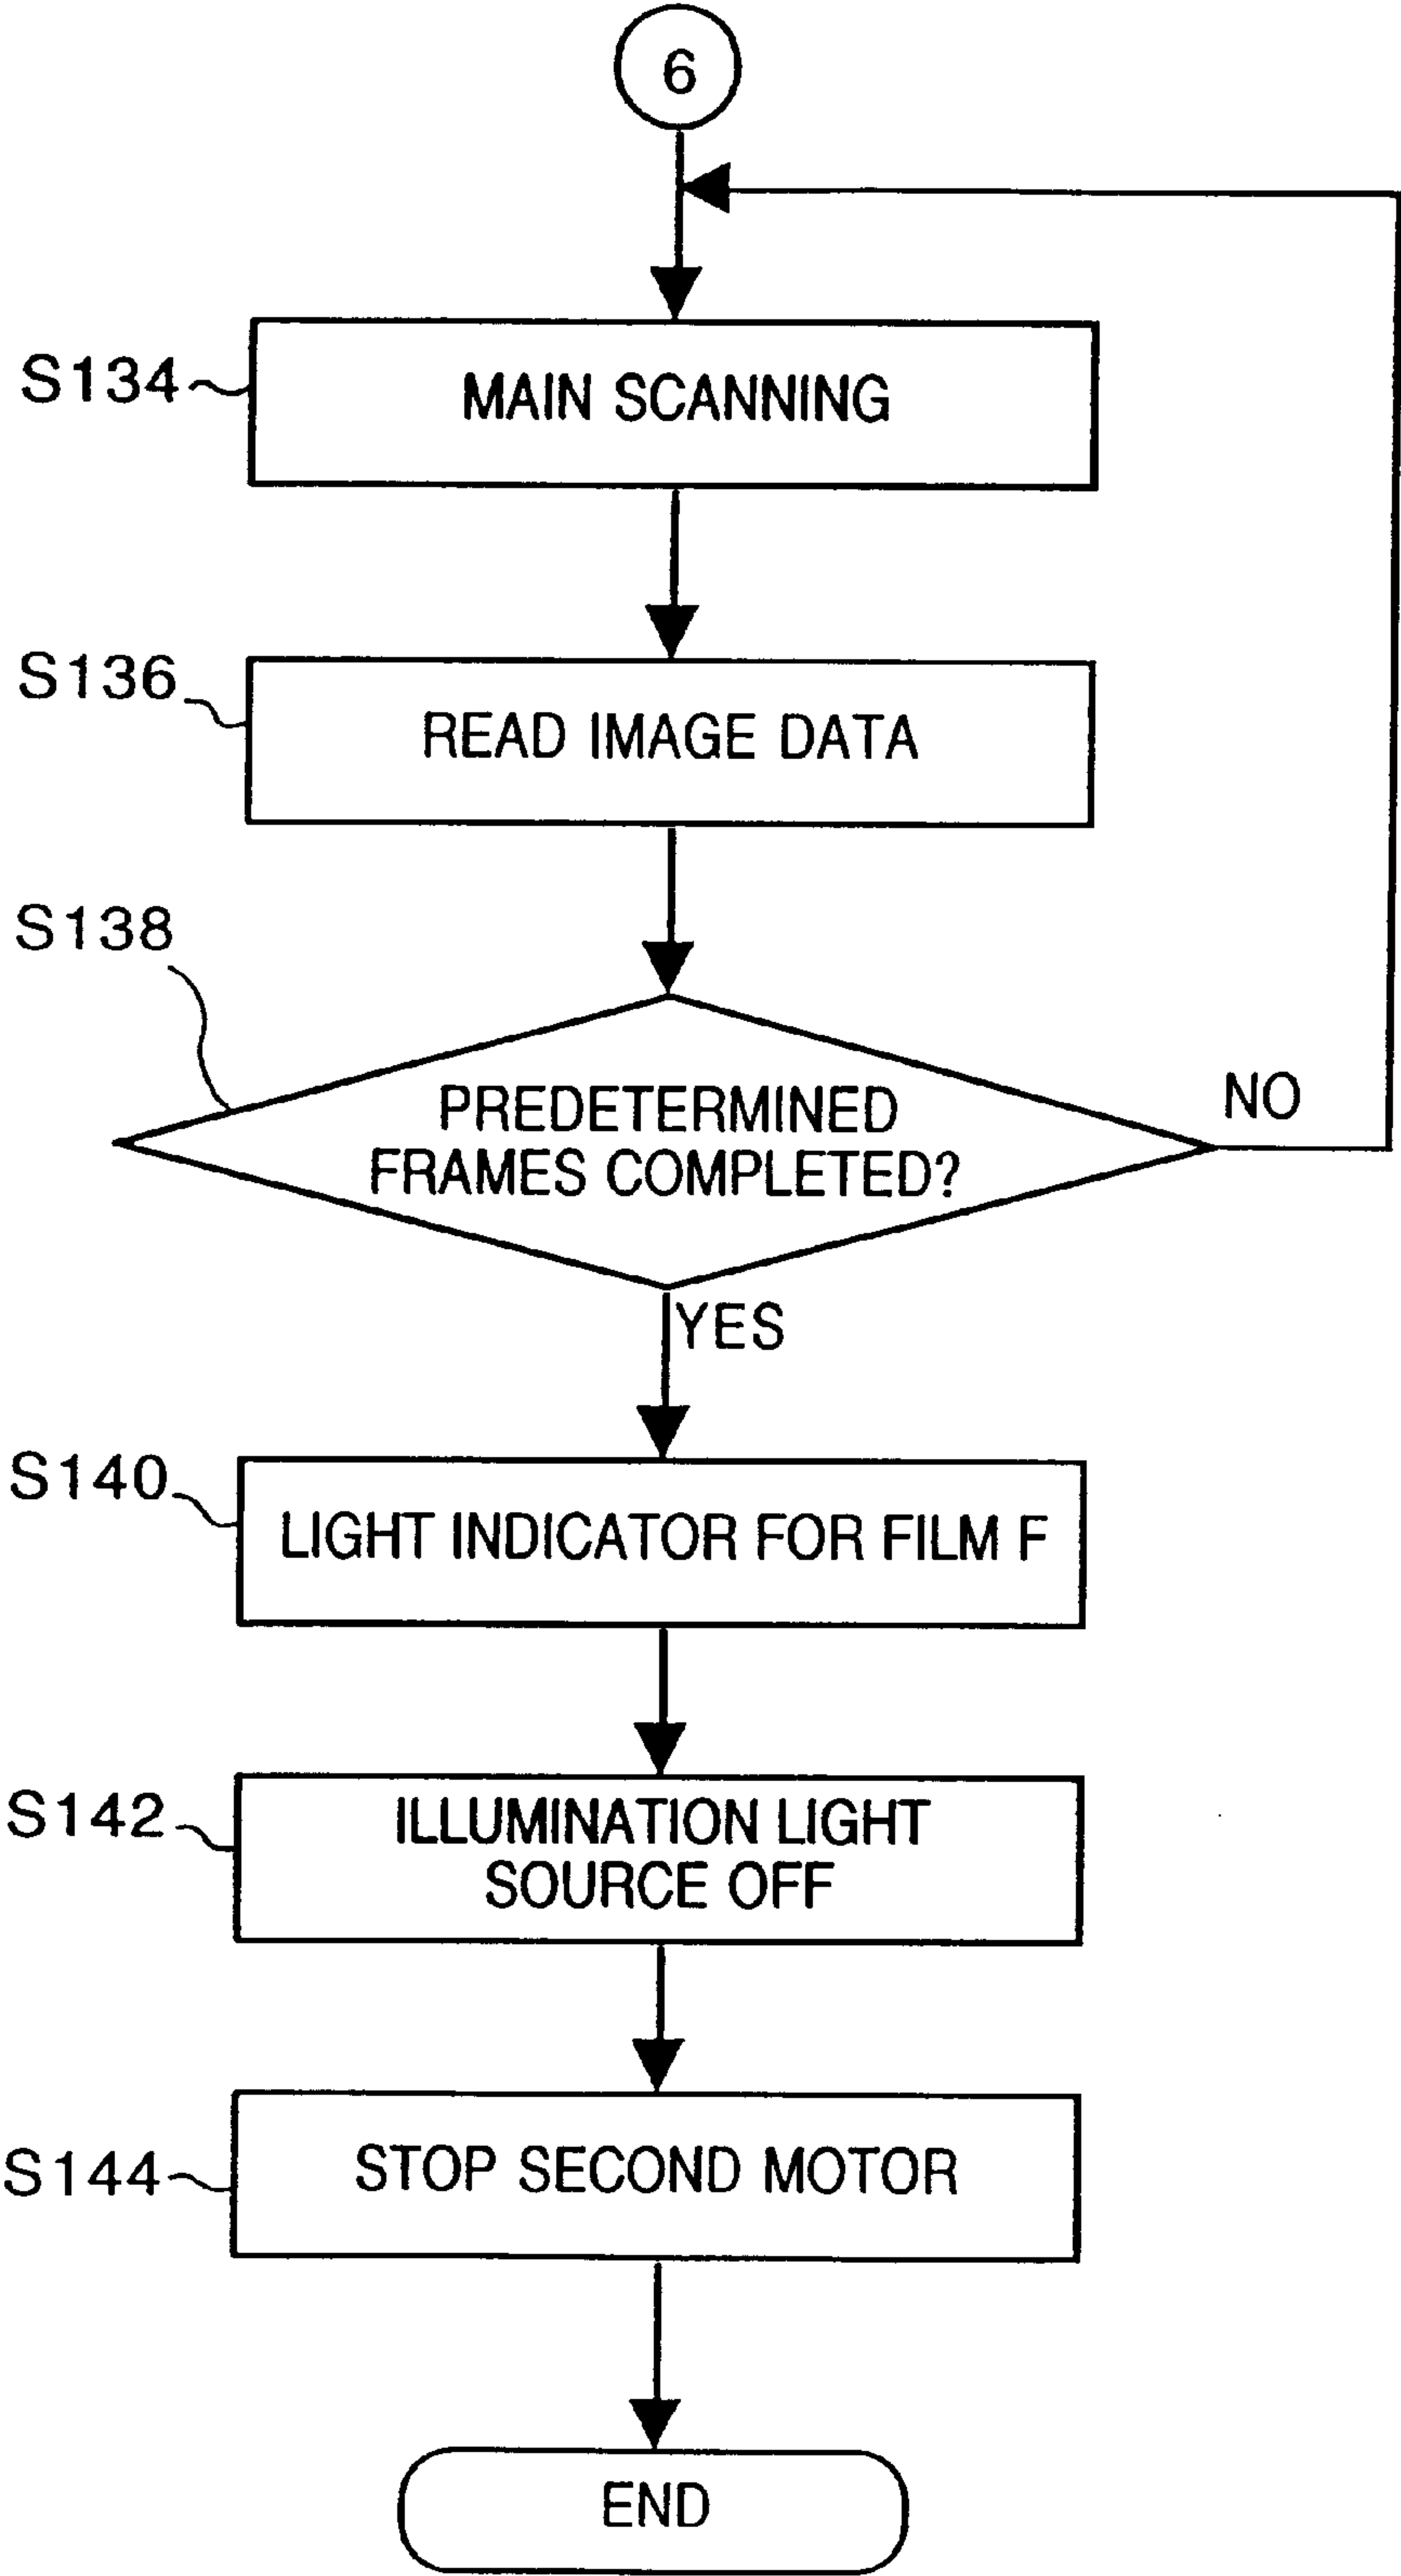 6
S134
MAIN SCANNING
S136
READ IMAGE DATA
S138
PREDETERMINED
FRAMES COMPLETED?
NO
YES
S140
LIGHT INDICATOR FOR FILM F
S142
ILLUMINATION LIGHT
SOURCE OFF
S144
STOP SECOND MOTOR
END